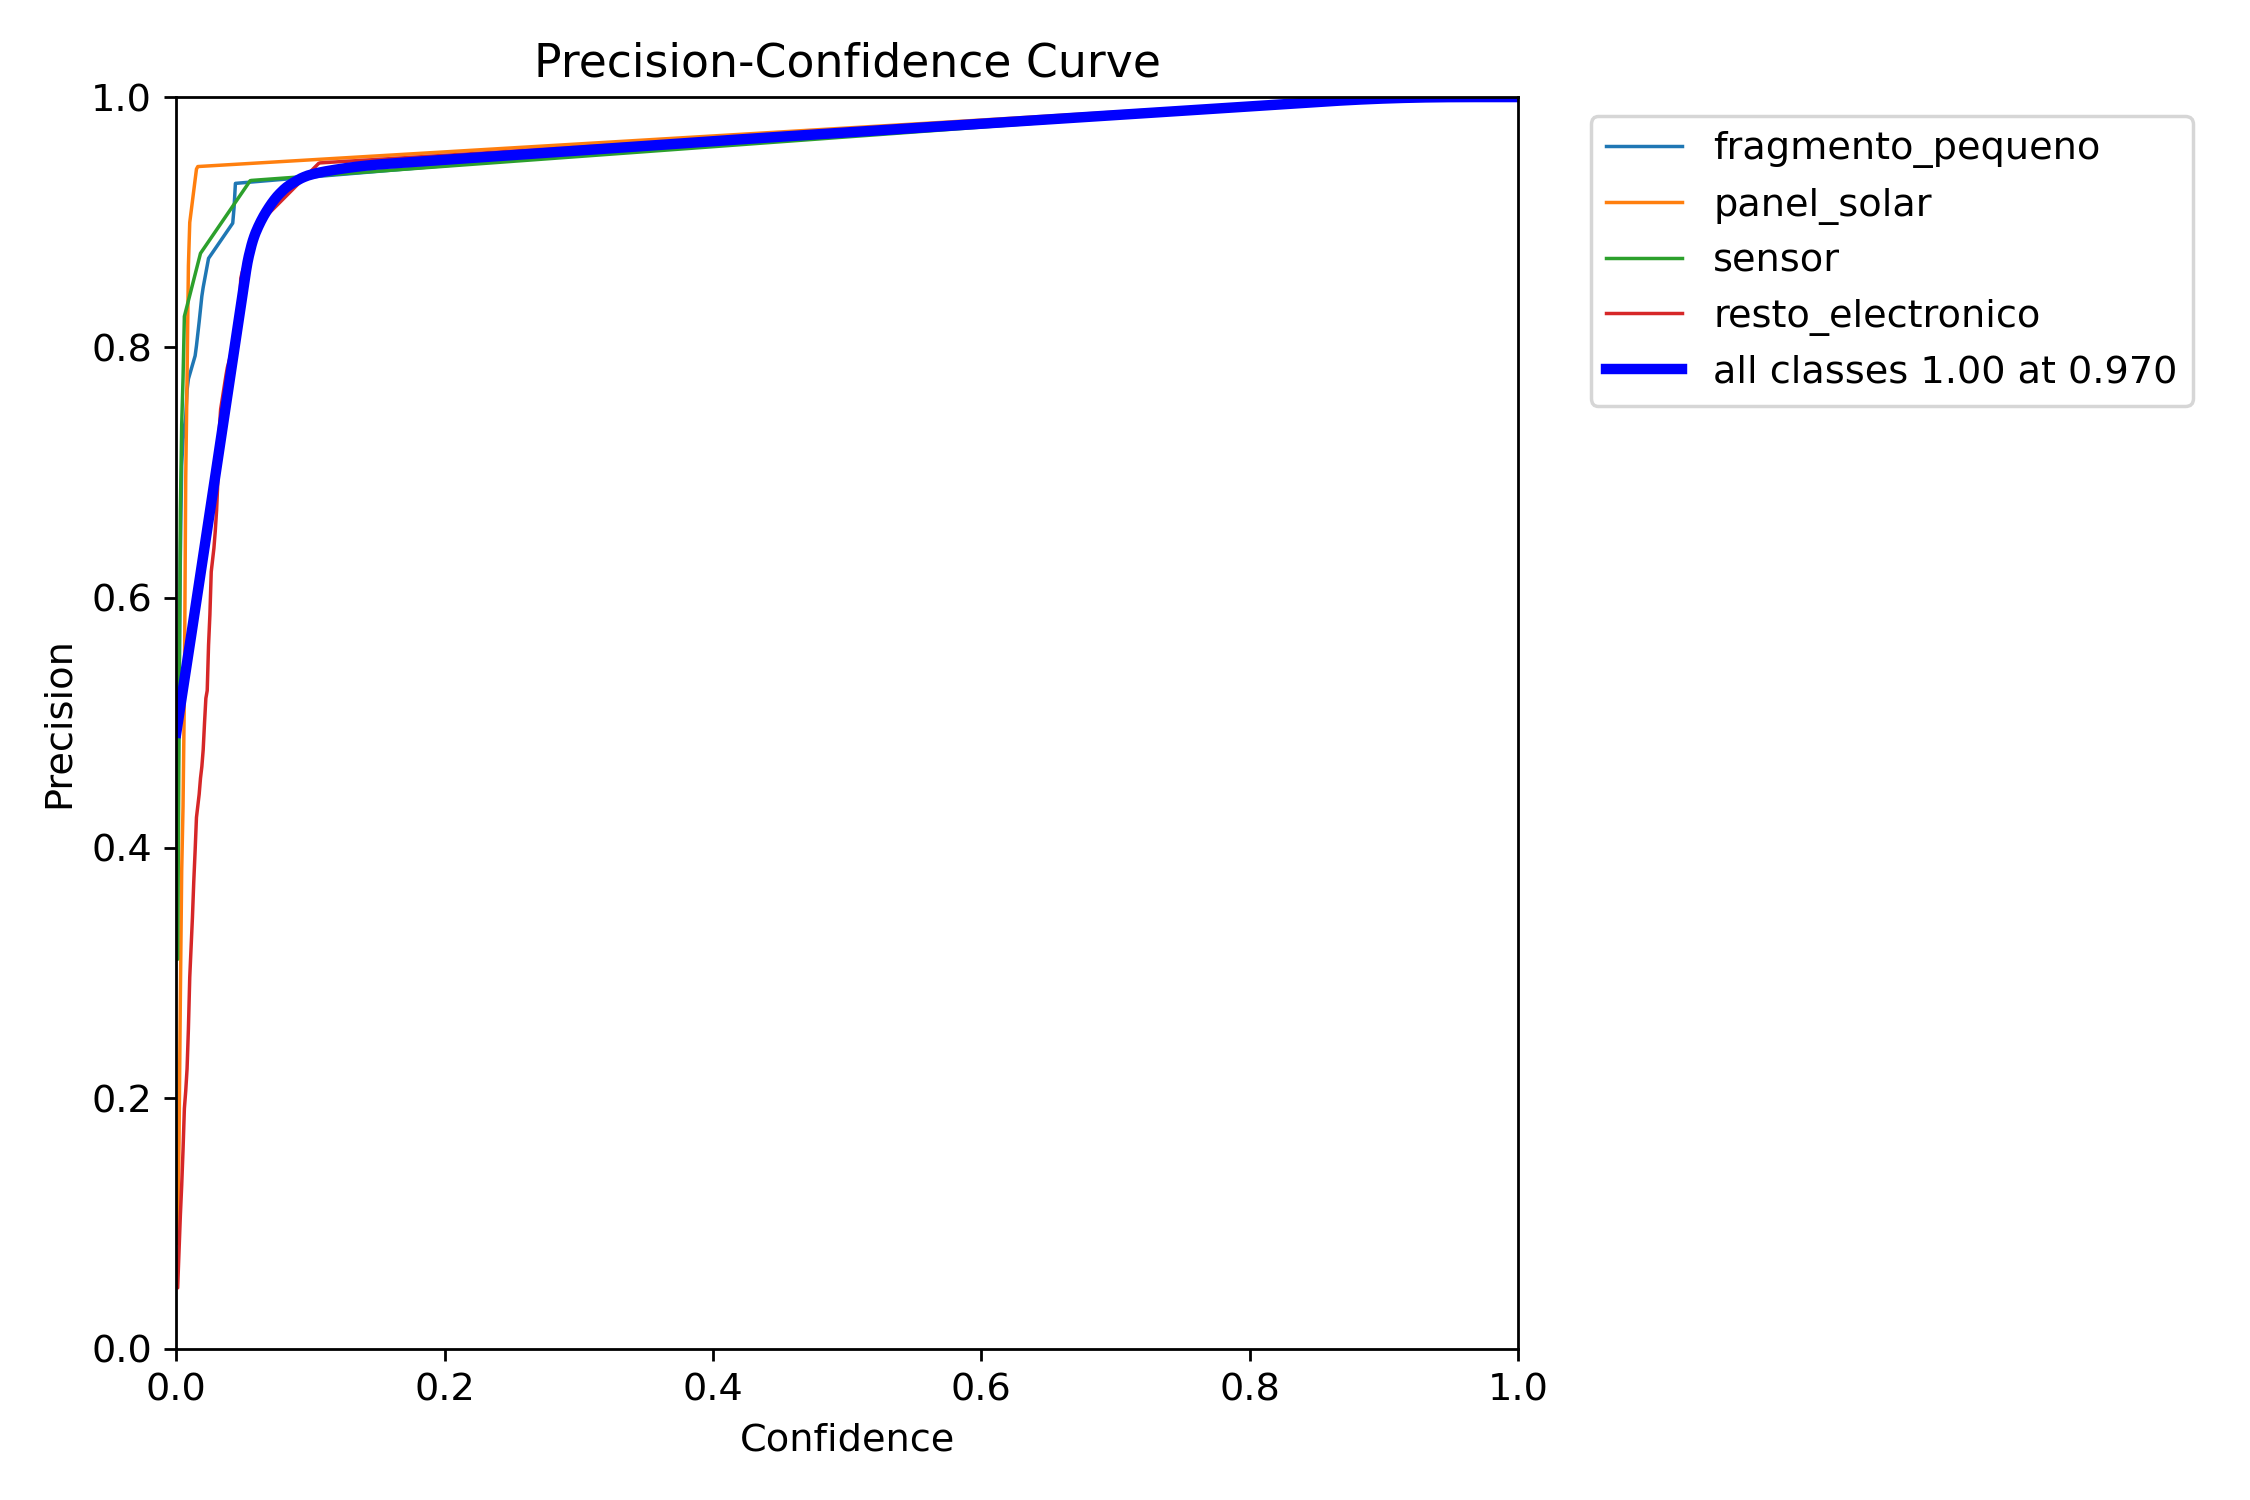 Precision-Confidence Curve
1.0
0.8
0.6
0.4
0.2
0.0
Precision
0.0 0.2 0.4 0.6 0.8 1.0
Confidence
fragmento_pequeno
panel_solar
sensor
resto_electronico
all classes 1.00 at 0.970